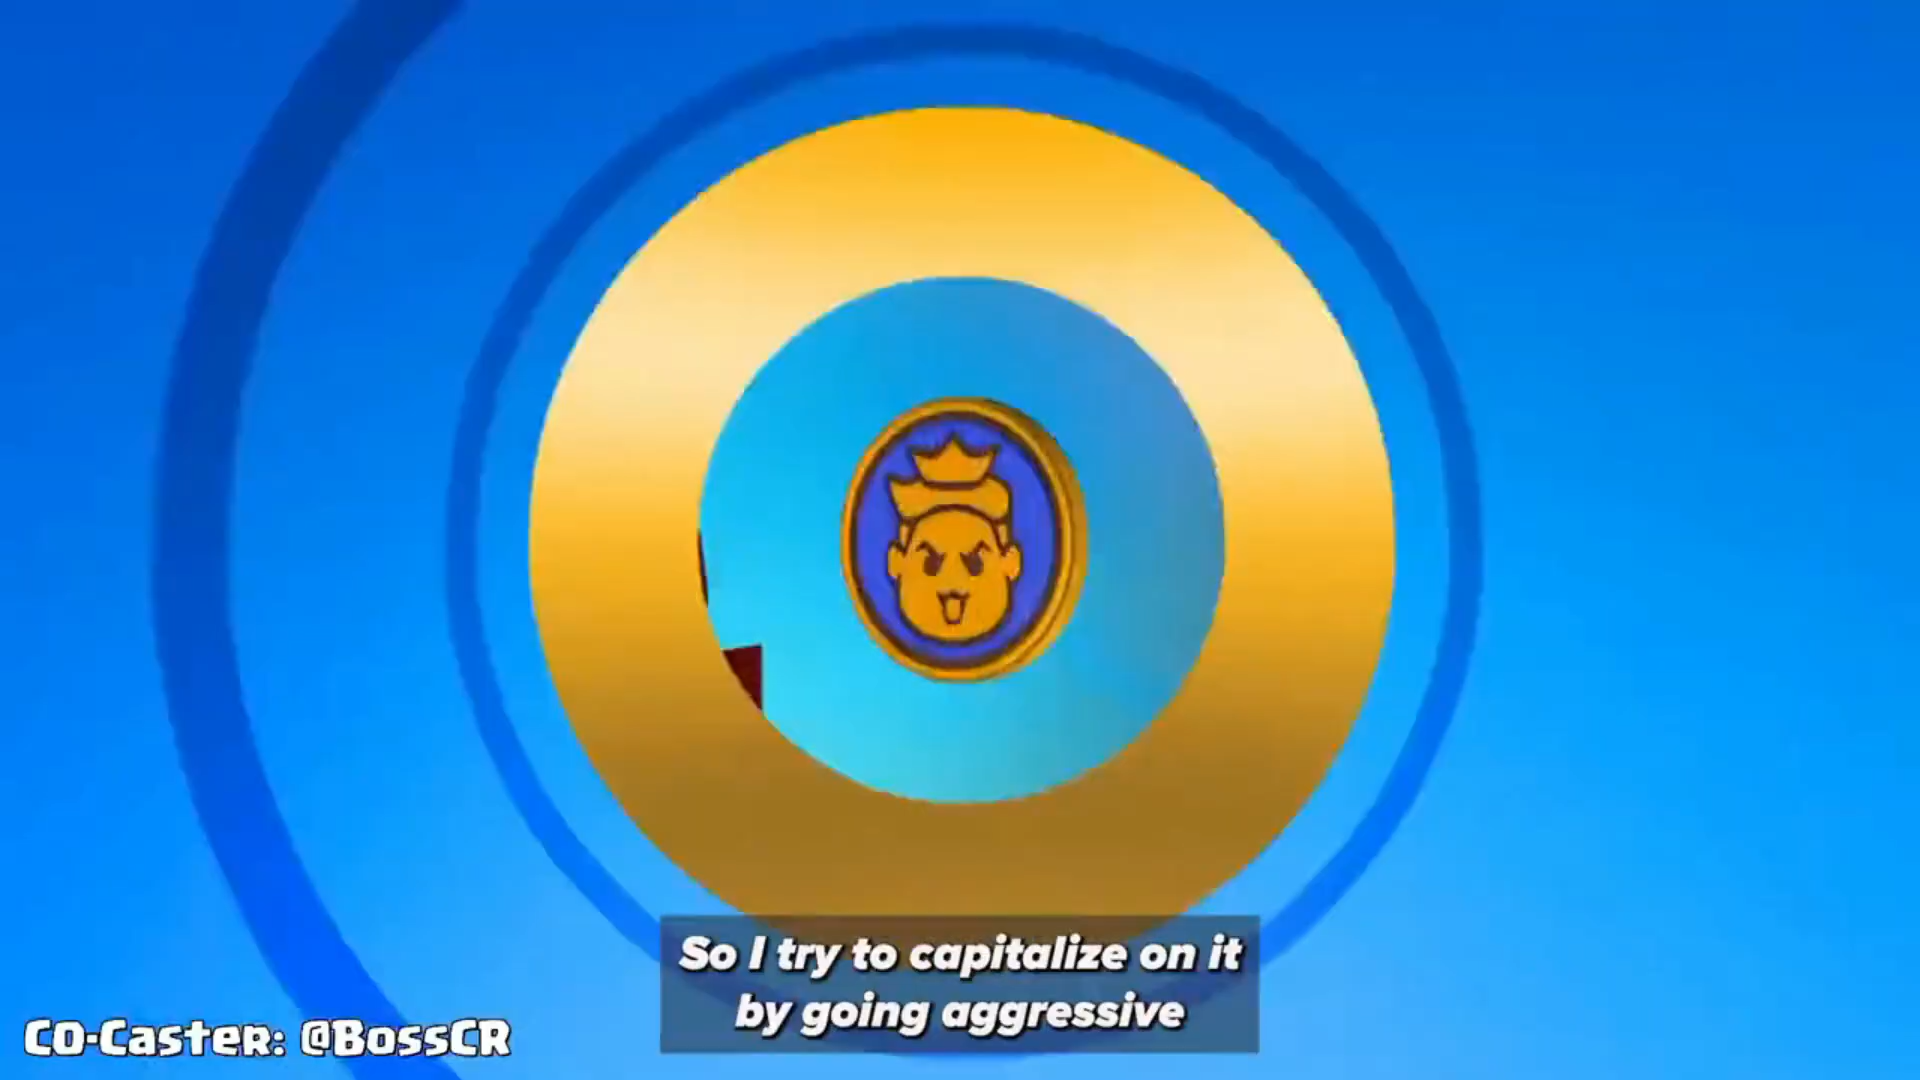 So I try to capitalize on it
by going aggressive
CO-Caster: @BossCR